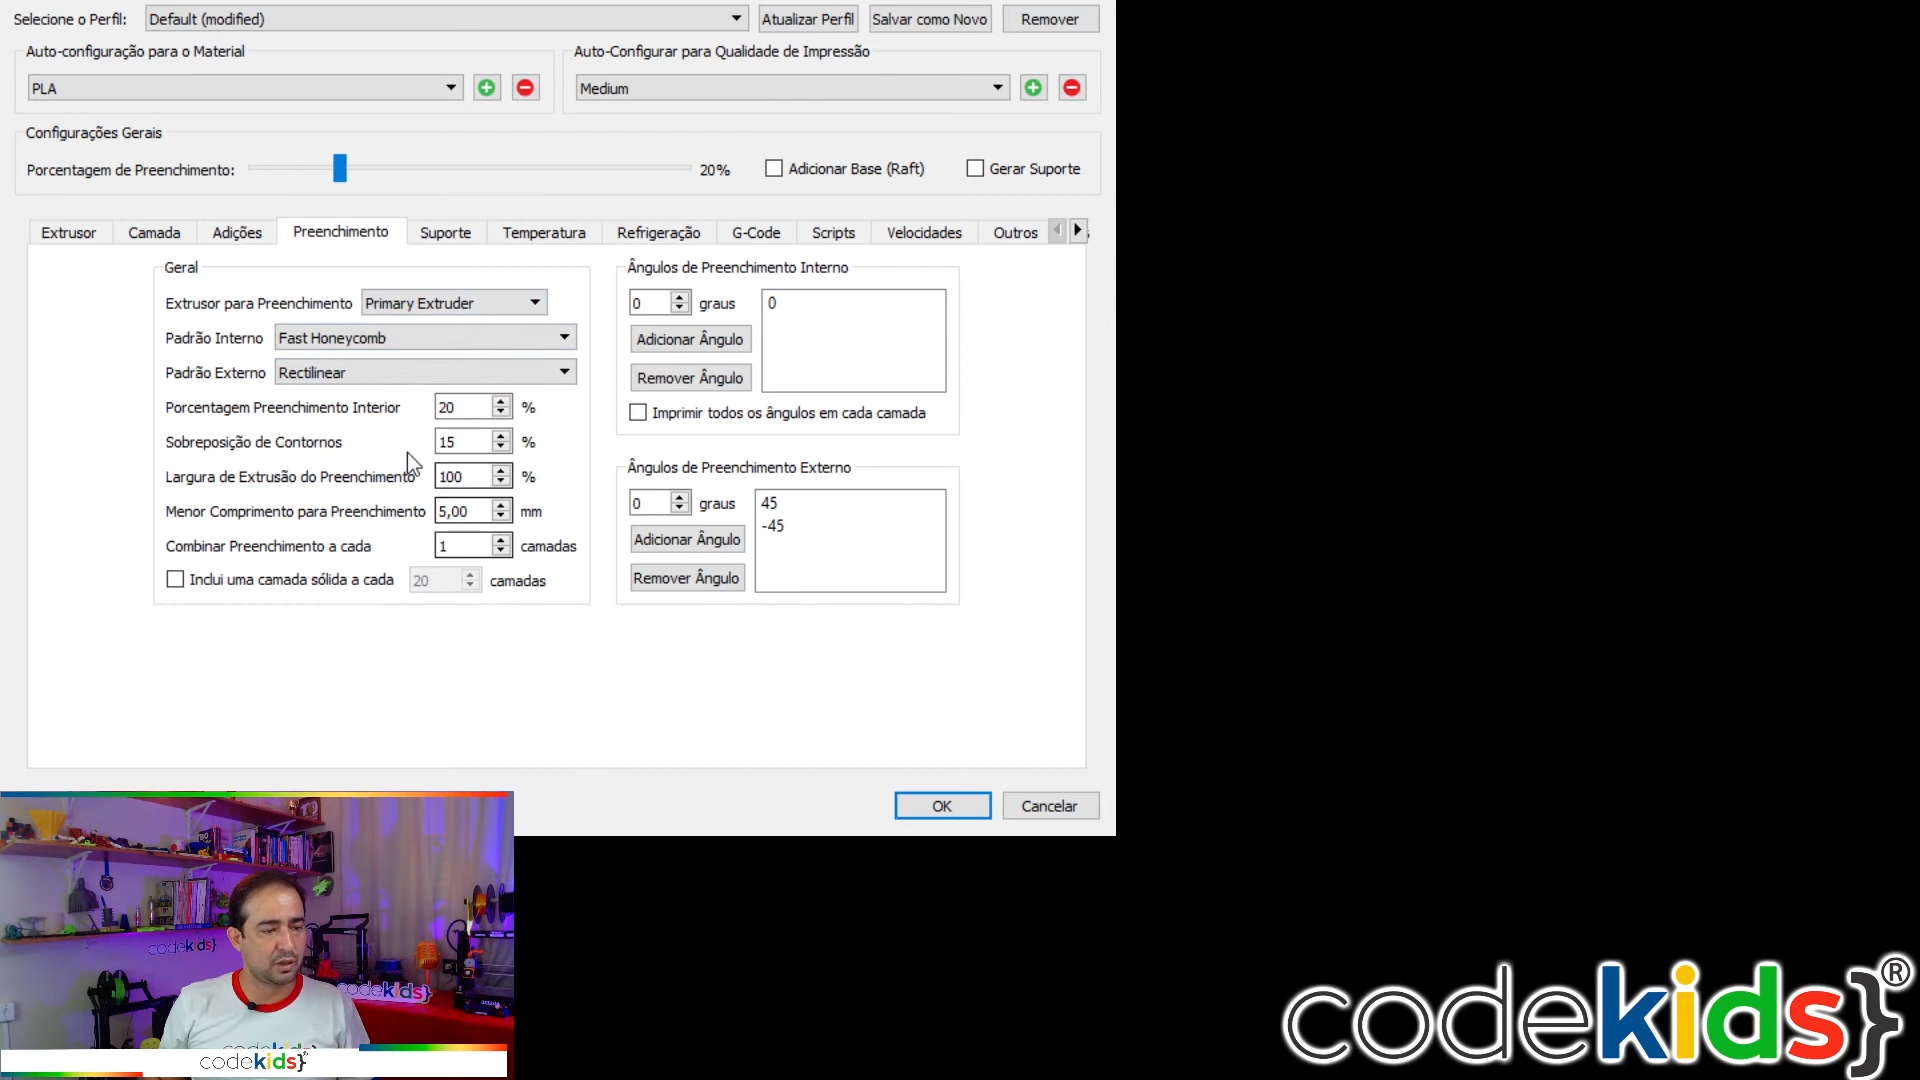 Selecione o Perfil: Default (modified) Atualizar Perfil Salvar como Novo Remover
Auto-configuração para o Material
PLA
Auto-Configurar para Qualidade de Impressão
Medium
Configurações Gerais
Porcentagem de Preenchimento: 20% Adicionar Base (Raft) Gerar Suporte
Extrusor Camada Adições Preenchimento Suporte Temperatura Refrigeração G-Code Scripts Velocidades Outros
Geral
Extrusor para Preenchimento Primary Extruder
Padrão Interno Fast Honeycomb
Padrão Externo Rectilinear
Porcentagem Preenchimento Interior 20 %
Sobreposição de Contornos 15 %
Largura de Extrusão do Preenchimento 100 %
Menor Comprimento para Preenchimento 5,00 mm
Combinar Preenchimento a cada 1 camadas
Inclui uma camada sólida a cada 20 camadas
Ângulos de Preenchimento Interno
0 graus 0
Adicionar Ângulo
Remover Ângulo
Imprimir todos os ângulos em cada camada
Ângulos de Preenchimento Externo
0 graus 45
-45
Adicionar Ângulo
Remover Ângulo
OK Cancelar
codekids}
codekids}
codekids}
codekids}
codekids}®